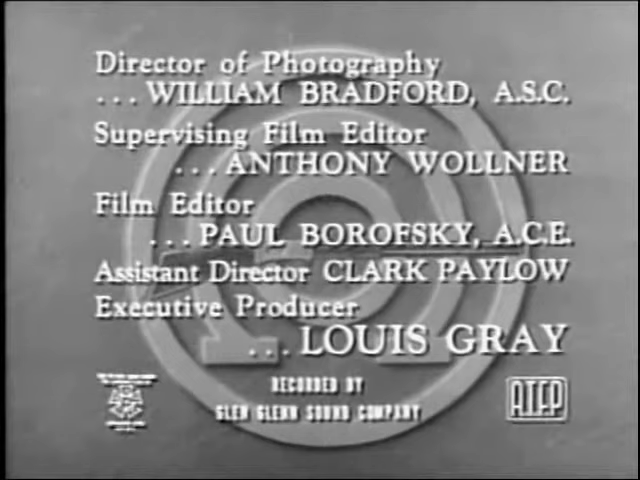 Director of Photography
...WILLIAM BRADFORD, A.S.C.
Supervising Film Editor
...ANTHONY WOLLNER
Film Editor
...PAUL BOROFSKY, A.C.E.
Assistant Director CLARK PAYLOW
Executive Producer
...LOUIS GRAY
RECORDED BY
GLEN GLENN SOUND COMPANY
ATFP